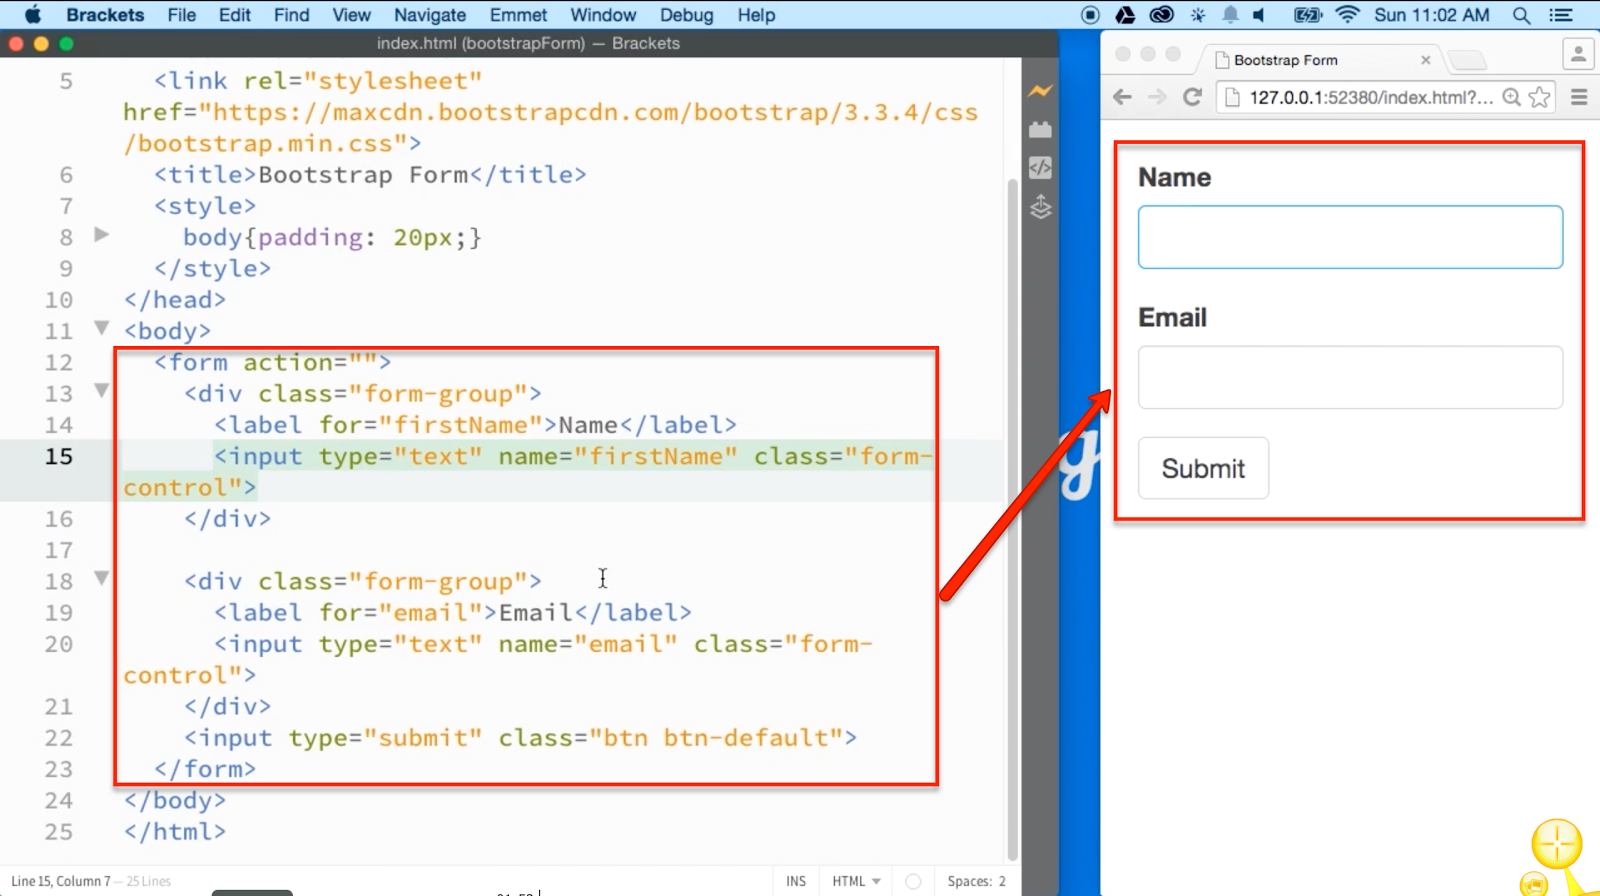 Brackets File Edit Find View Navigate Emmet Window Debug Help Sun 11:02 AM
index.html (bootstrapForm) — Brackets
5 <link rel="stylesheet"
href="https://maxcdn.bootstrapcdn.com/bootstrap/3.3.4/css
/bootstrap.min.css">
6 <title>Bootstrap Form</title>
7 <style>
8 body{padding: 20px;}
9 </style>
10 </head>
11 <body>
12 <form action="">
13 <div class="form-group">
14 <label for="firstName">Name</label>
15 <input type="text" name="firstName" class="form-
control">
16 </div>
17
18 <div class="form-group">
19 <label for="email">Email</label>
20 <input type="text" name="email" class="form-
control">
21 </div>
22 <input type="submit" class="btn btn-default">
23 </form>
24 </body>
25 </html>
Line 15, Column 7 — 25 Lines
INS HTML Spaces: 2
Bootstrap Form
127.0.0.1:52380/index.html?...
Name
Email
Submit
g